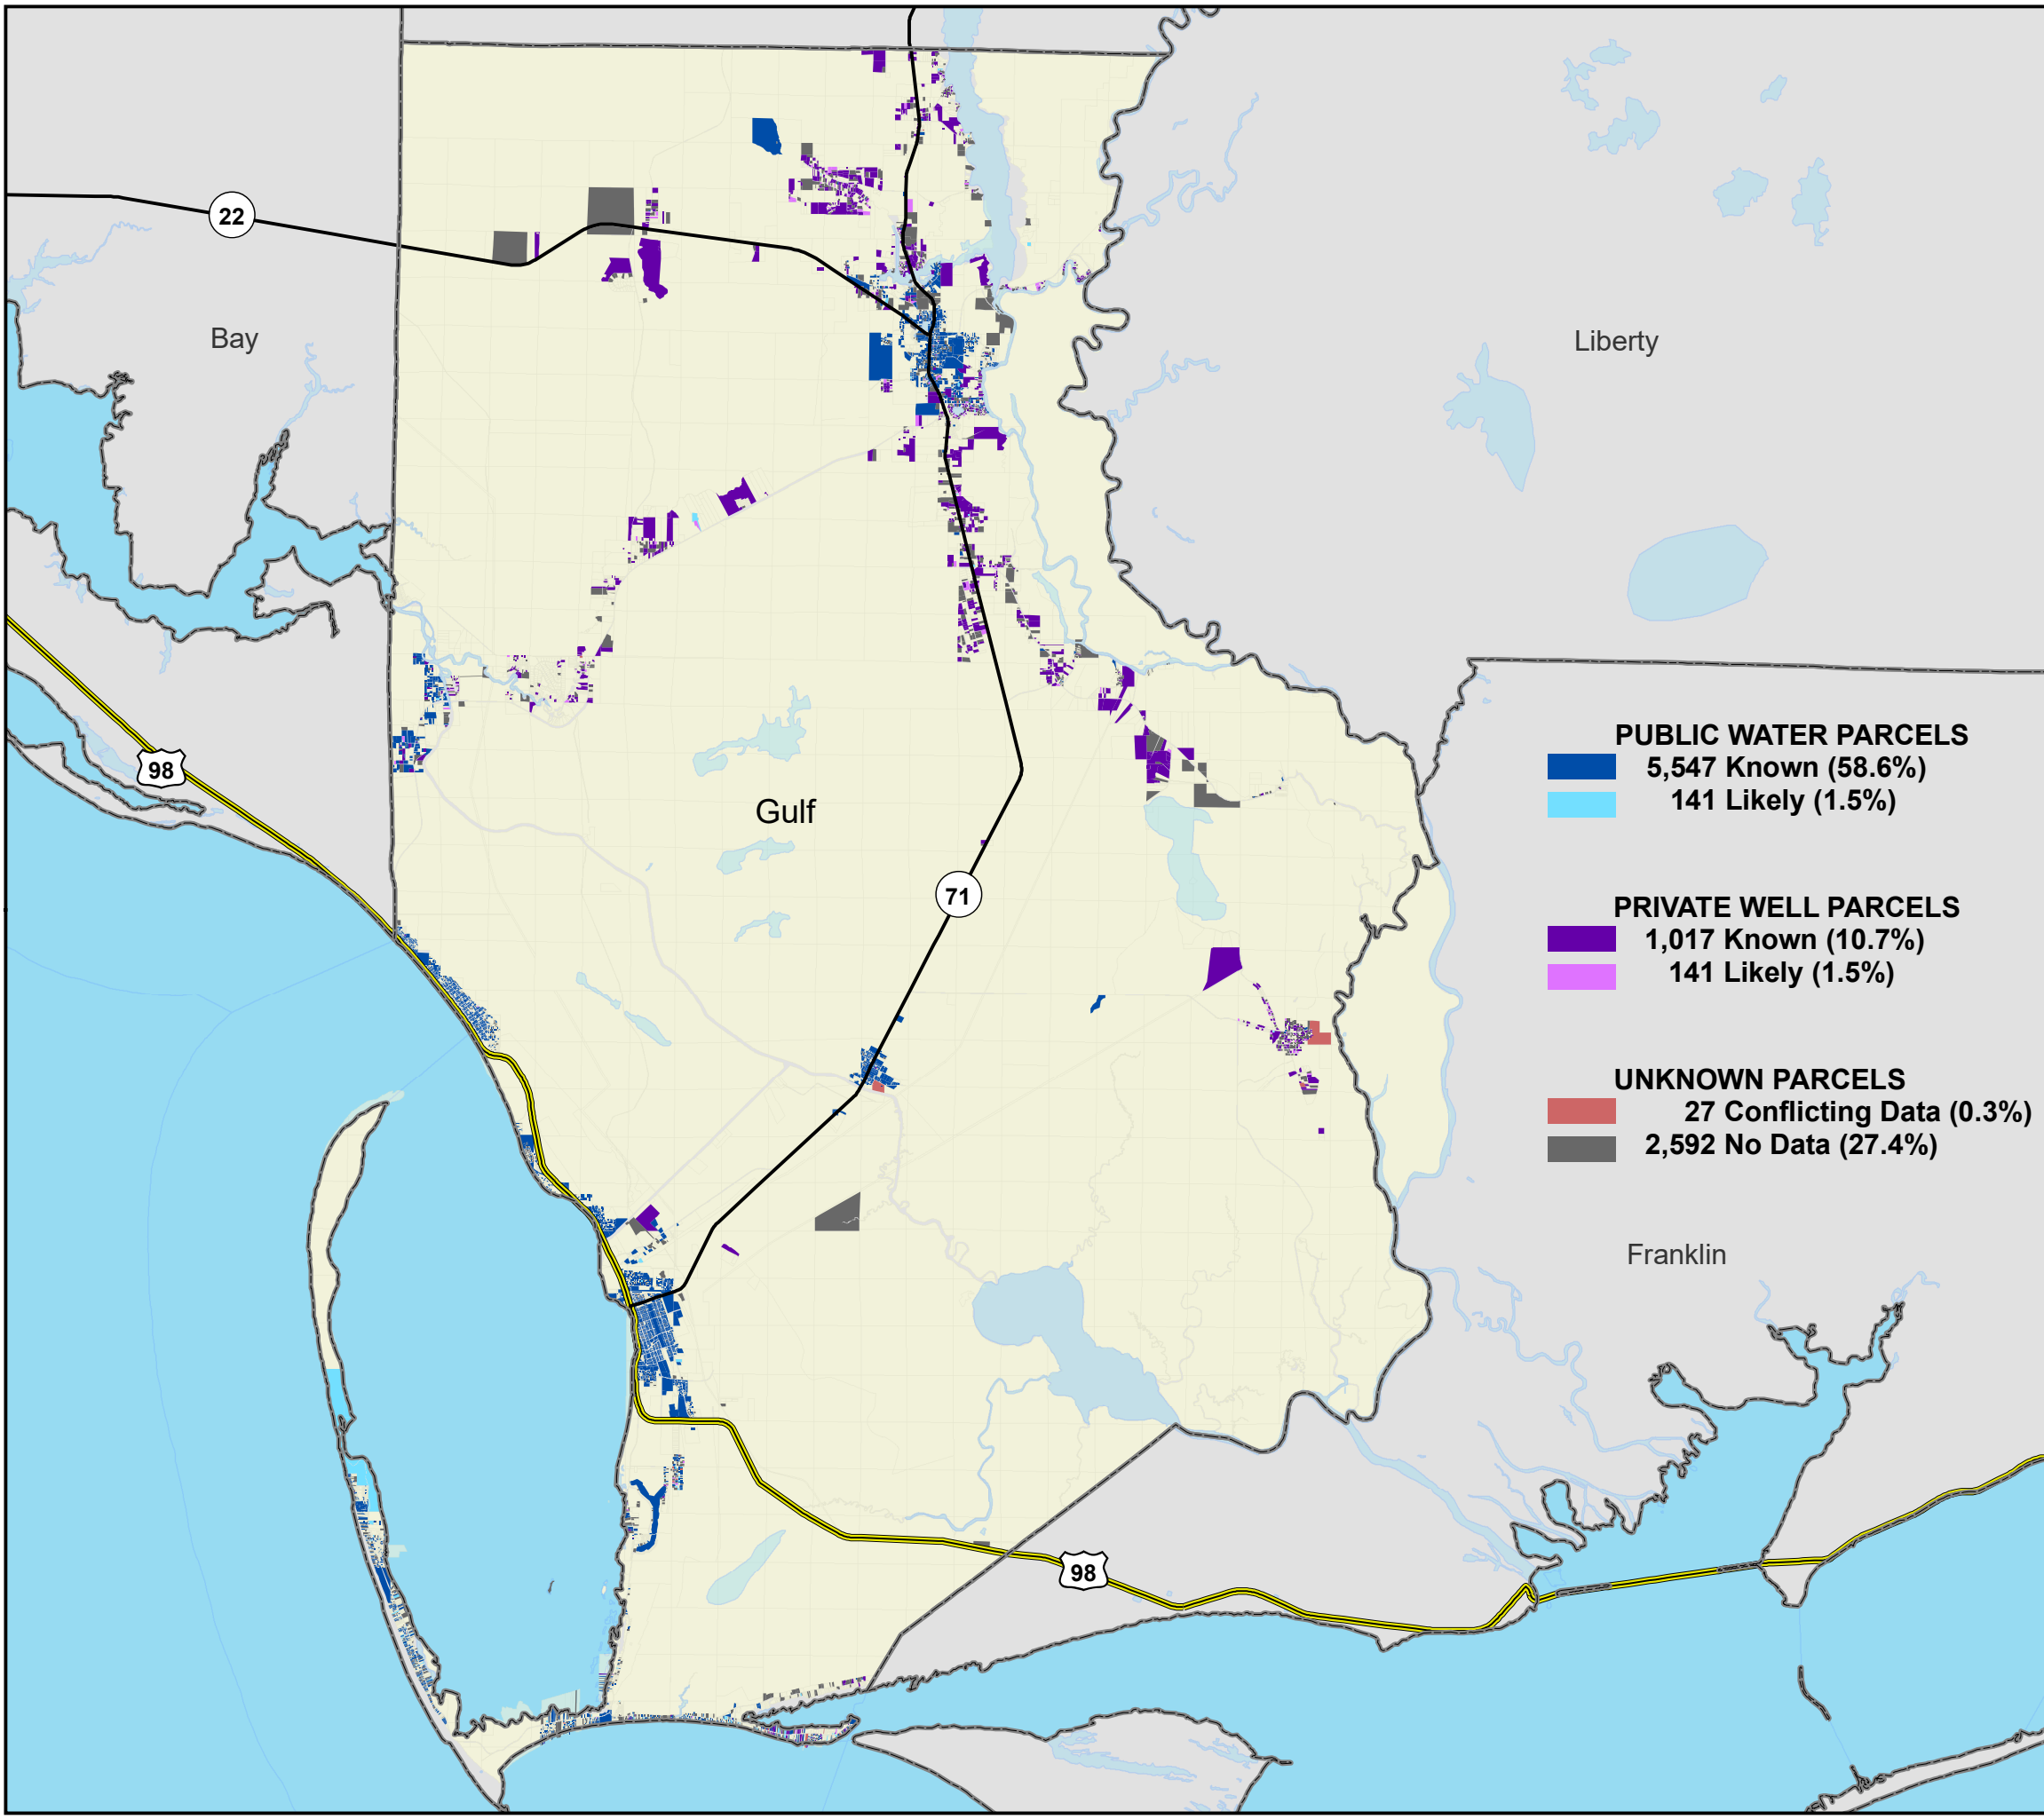 22
Bay
Liberty
98
Gulf
71
PUBLIC WATER PARCELS
5,547 Known (58.6%)
141 Likely (1.5%)
PRIVATE WELL PARCELS
1,017 Known (10.7%)
141 Likely (1.5%)
UNKNOWN PARCELS
27 Conflicting Data (0.3%)
2,592 No Data (27.4%)
Franklin
98